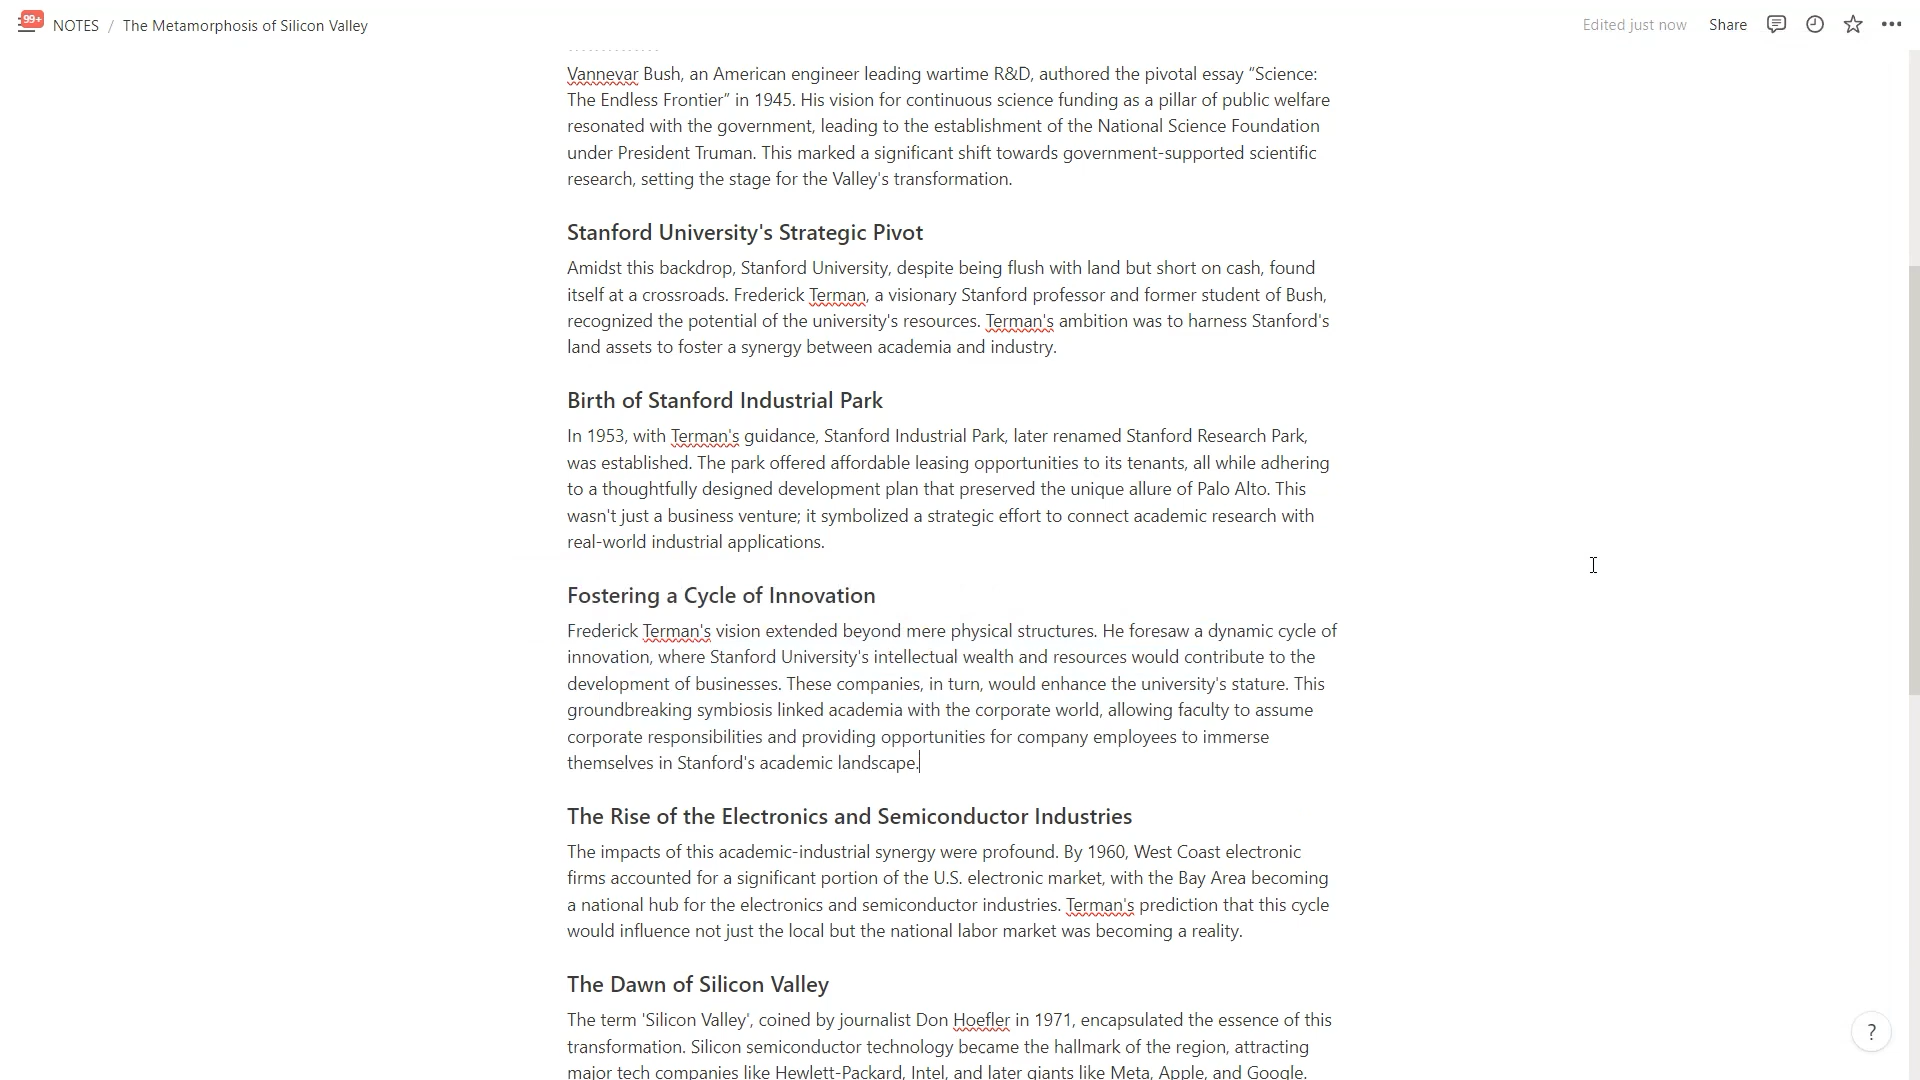 99+
NOTES / The Metamorphosis of Silicon Valley
Edited just now
Share
Vannevar Bush, an American engineer leading wartime R&D, authored the pivotal essay “Science:
The Endless Frontier” in 1945. His vision for continuous science funding as a pillar of public welfare
resonated with the government, leading to the establishment of the National Science Foundation
under President Truman. This marked a significant shift towards government-supported scientific
research, setting the stage for the Valley's transformation.
Stanford University's Strategic Pivot
Amidst this backdrop, Stanford University, despite being flush with land but short on cash, found
itself at a crossroads. Frederick Terman, a visionary Stanford professor and former student of Bush,
recognized the potential of the university's resources. Terman's ambition was to harness Stanford's
land assets to foster a synergy between academia and industry.
Birth of Stanford Industrial Park
In 1953, with Terman's guidance, Stanford Industrial Park, later renamed Stanford Research Park,
was established. The park offered affordable leasing opportunities to its tenants, all while adhering
to a thoughtfully designed development plan that preserved the unique allure of Palo Alto. This
wasn't just a business venture; it symbolized a strategic effort to connect academic research with
real-world industrial applications.
Fostering a Cycle of Innovation
Frederick Terman's vision extended beyond mere physical structures. He foresaw a dynamic cycle of
innovation, where Stanford University's intellectual wealth and resources would contribute to the
development of businesses. These companies, in turn, would enhance the university's stature. This
groundbreaking symbiosis linked academia with the corporate world, allowing faculty to assume
corporate responsibilities and providing opportunities for company employees to immerse
themselves in Stanford's academic landscape.
The Rise of the Electronics and Semiconductor Industries
The impacts of this academic-industrial synergy were profound. By 1960, West Coast electronic
firms accounted for a significant portion of the U.S. electronic market, with the Bay Area becoming
a national hub for the electronics and semiconductor industries. Terman's prediction that this cycle
would influence not just the local but the national labor market was becoming a reality.
The Dawn of Silicon Valley
The term 'Silicon Valley', coined by journalist Don Hoefler in 1971, encapsulated the essence of this
transformation. Silicon semiconductor technology became the hallmark of the region, attracting
major tech companies like Hewlett-Packard, Intel, and later giants like Meta, Apple, and Google.
?